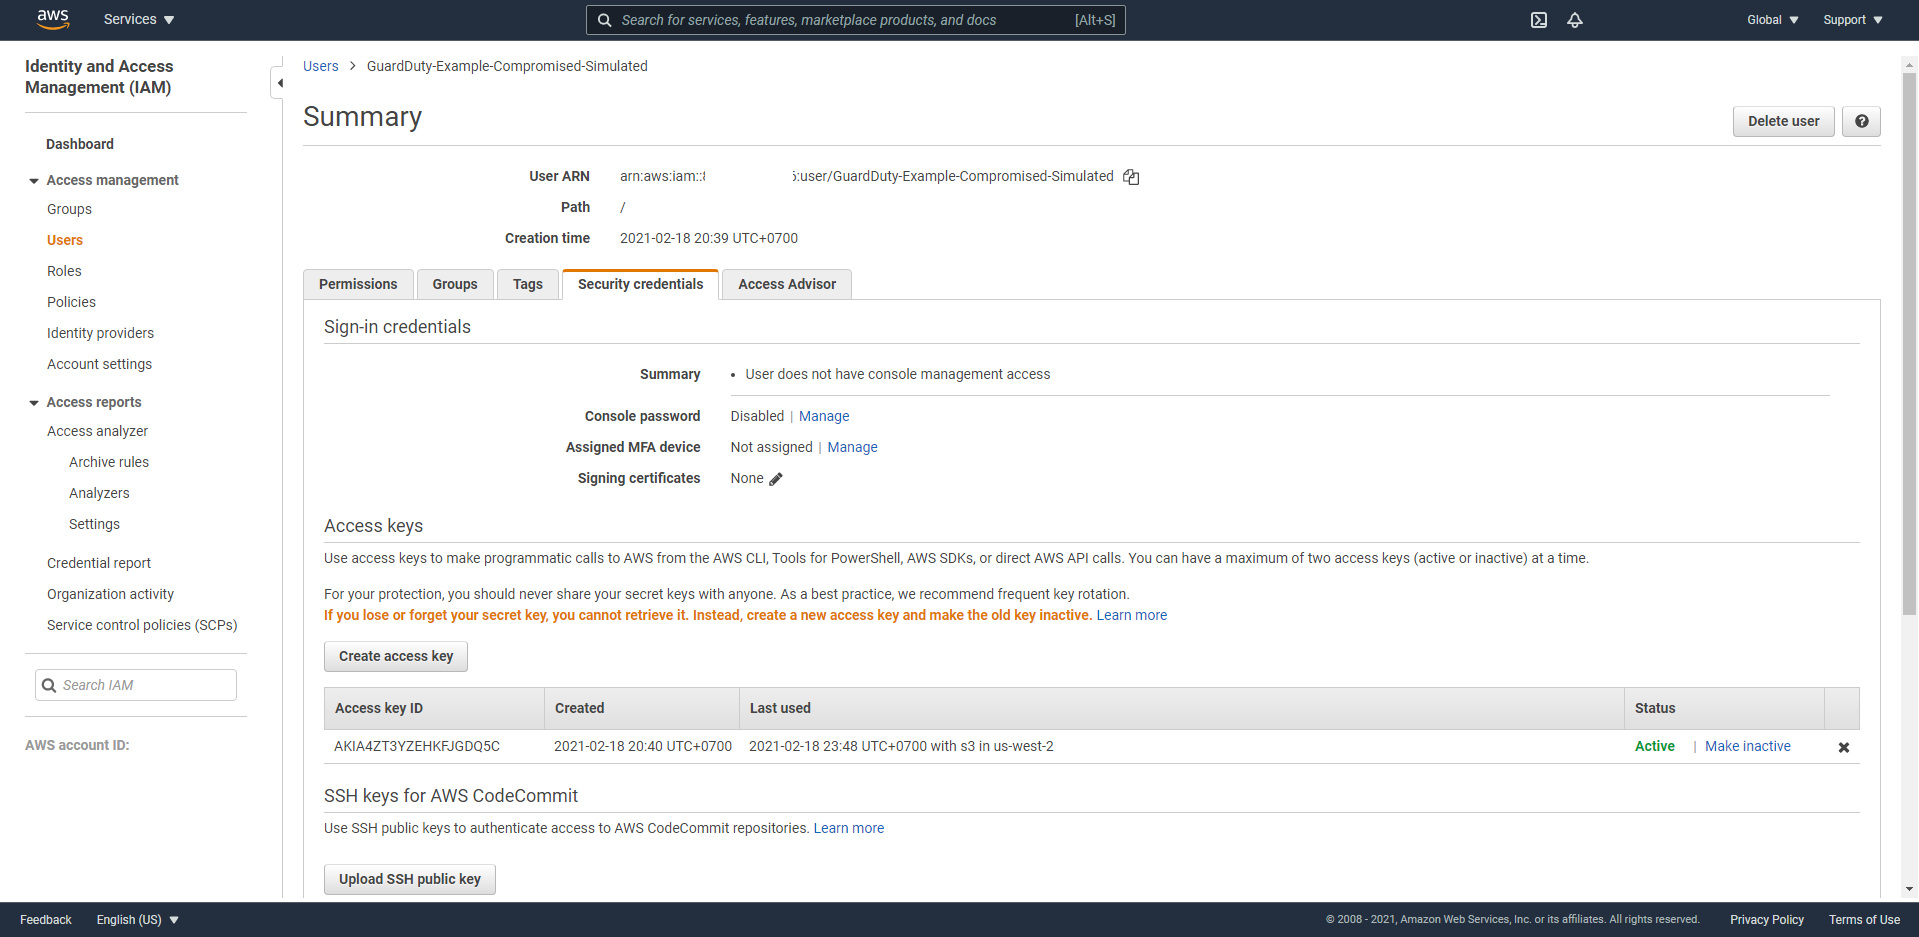 aws Services Search for services, features, marketplace products, and docs [Alt+S] Global Support
Identity and Access
Management (IAM)
Dashboard
Access management
Groups
Users
Roles
Policies
Identity providers
Account settings
Access reports
Access analyzer
Archive rules
Analyzers
Settings
Credential report
Organization activity
Service control policies (SCPs)
Search IAM
AWS account ID:
Users > GuardDuty-Example-Compromised-Simulated
Summary
Delete user
User ARN arn:aws:iam:: :user/GuardDuty-Example-Compromised-Simulated
Path /
Creation time 2021-02-18 20:39 UTC+0700
Permissions Groups Tags Security credentials Access Advisor
Sign-in credentials
Summary • User does not have console management access
Console password Disabled | Manage
Assigned MFA device Not assigned | Manage
Signing certificates None
Access keys
Use access keys to make programmatic calls to AWS from the AWS CLI, Tools for PowerShell, AWS SDKs, or direct AWS API calls. You can have a maximum of two access keys (active or inactive) at a time.
For your protection, you should never share your secret keys with anyone. As a best practice, we recommend frequent key rotation.
If you lose or forget your secret key, you cannot retrieve it. Instead, create a new access key and make the old key inactive. Learn more
Create access key
Access key ID Created Last used Status
AKIA4ZT3YZEHKFJGDQ5C 2021-02-18 20:40 UTC+0700 2021-02-18 23:48 UTC+0700 with s3 in us-west-2 Active | Make inactive
SSH keys for AWS CodeCommit
Use SSH public keys to authenticate access to AWS CodeCommit repositories. Learn more
Upload SSH public key
Feedback English (US) © 2008 - 2021, Amazon Web Services, Inc. or its affiliates. All rights reserved. Privacy Policy Terms of Use